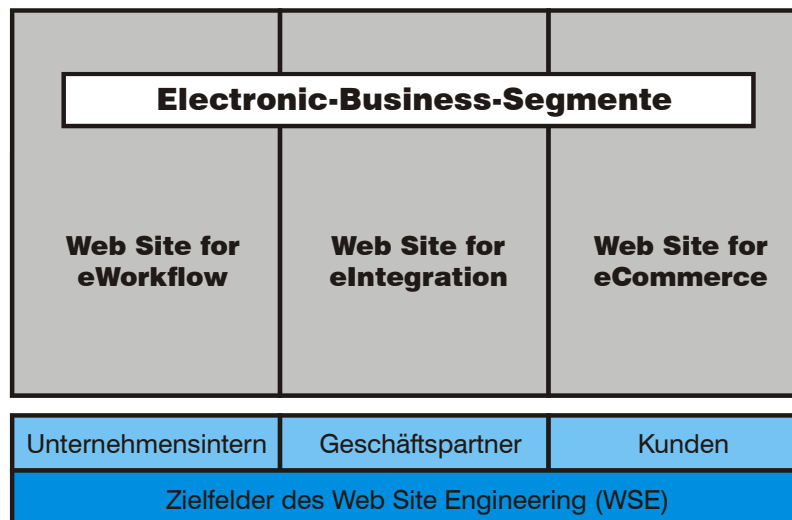 Electronic-Business-Segmente
Web Site for
eWorkflow
Web Site for
eIntegration
Web Site for
eCommerce
Unternehmensintern
Geschäftspartner
Kunden
Zielfelder des Web Site Engineering (WSE)